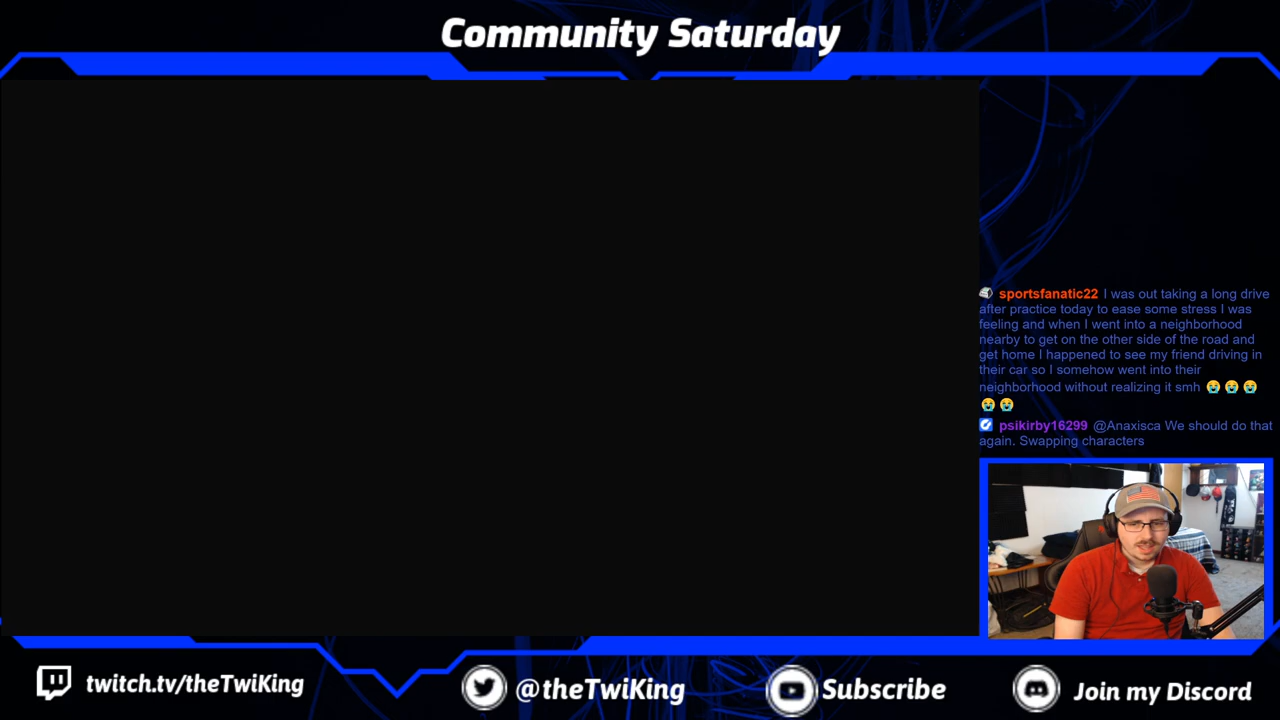 Community Saturday
sportsfanatic22 I was out taking a long drive
after practice today to ease some stress I was
feeling and when I went into a neighborhood
nearby to get on the other side of the road and
get home I happened to see my friend driving in
their car so I somehow went into their
neighborhood without realizing it smh 😭 😭 😭
😭 😭
psikirby16299 @Anaxisca We should do that
again. Swapping characters
twitch.tv/theTwiKing
@theTwiKing
Subscribe
Join my Discord